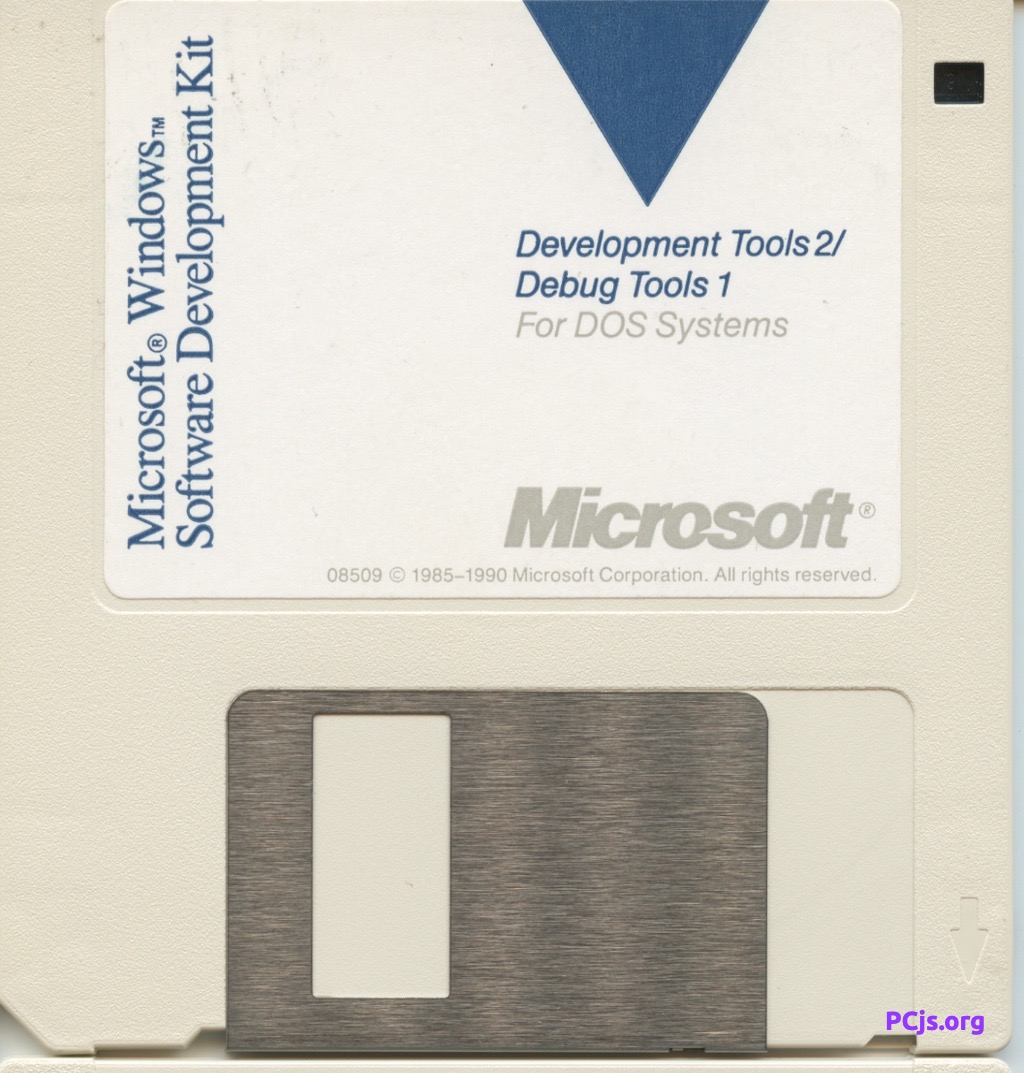 Microsoft® Windows™
Software Development Kit
Development Tools 2/
Debug Tools 1
For DOS Systems
Microsoft®
08509 © 1985–1990 Microsoft Corporation. All rights reserved.
PCjs.org